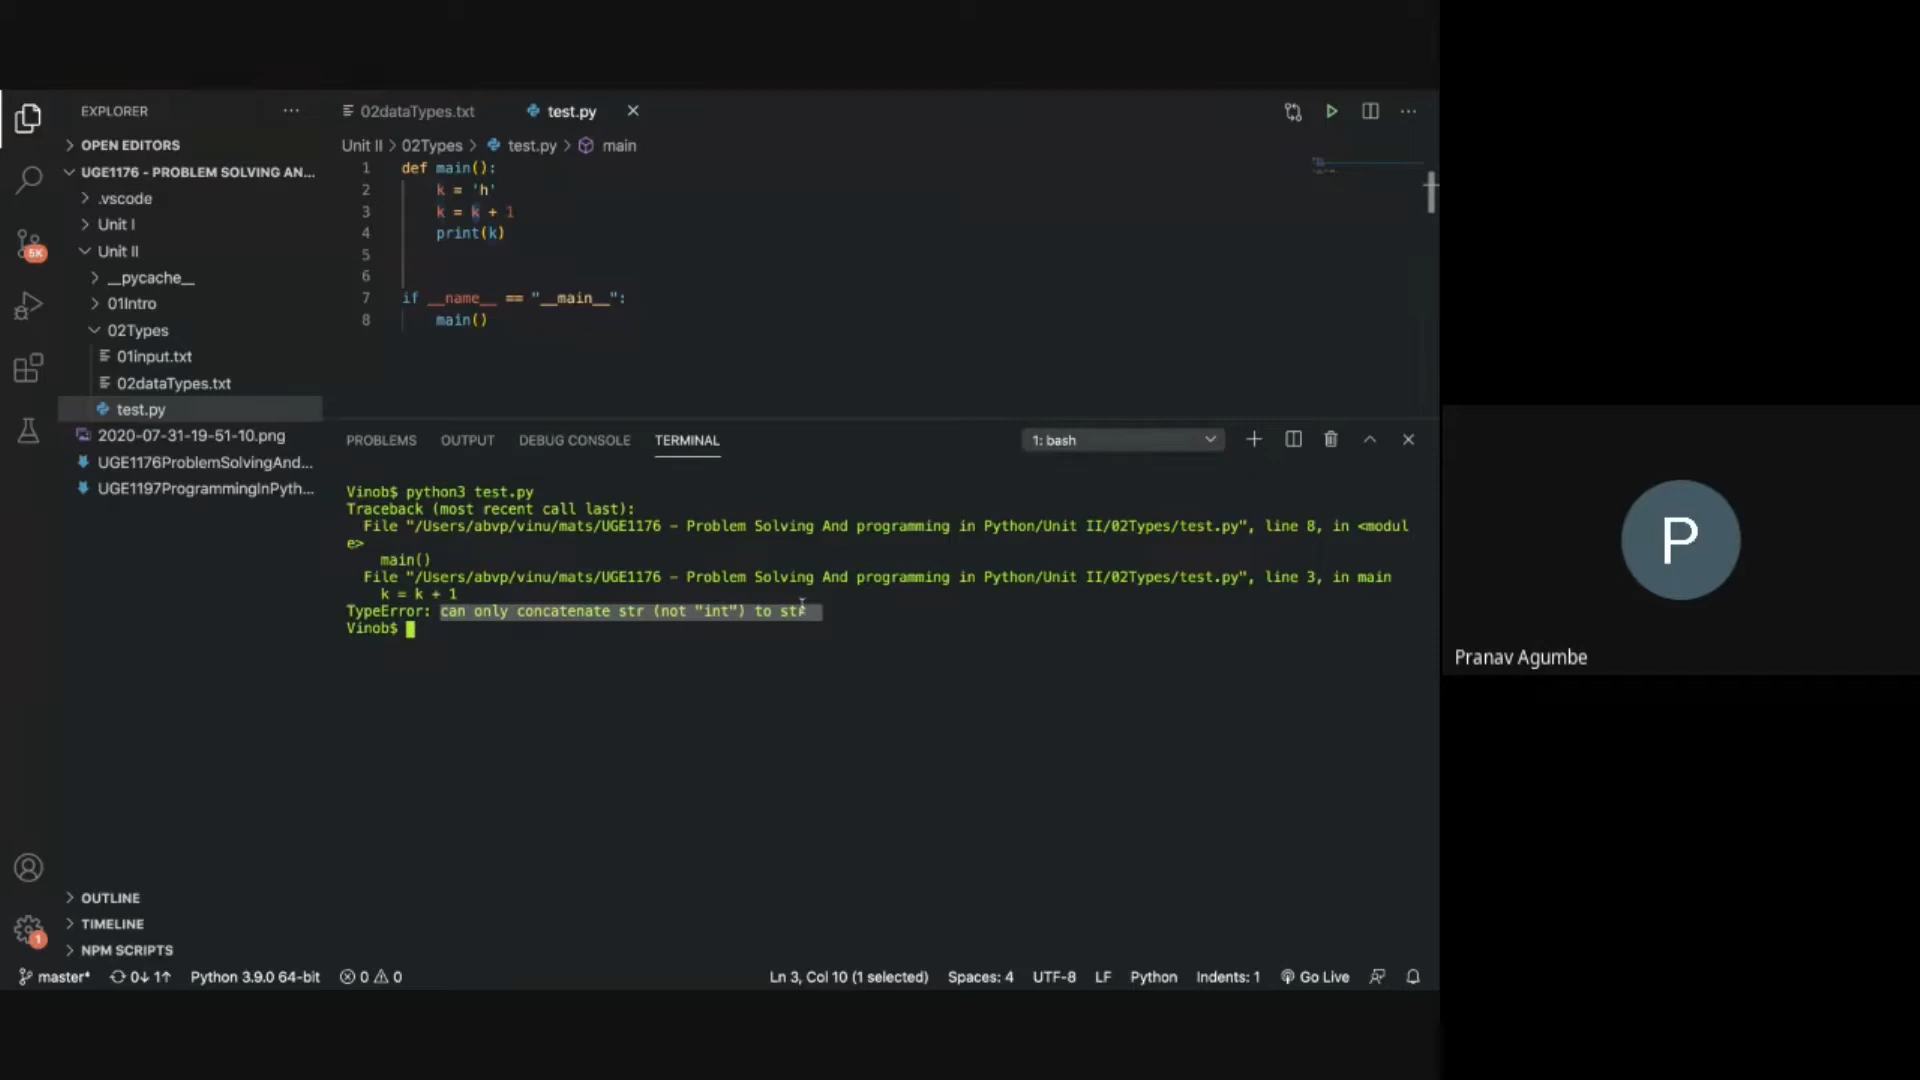 EXPLORER
OPEN EDITORS
UGE1176 - PROBLEM SOLVING AN...
.vscode
Unit I
Unit II
__pycache__
01Intro
02Types
01input.txt
02dataTypes.txt
test.py
2020-07-31-19-51-10.png
UGE1176ProblemSolvingAnd...
UGE1197ProgrammingInPyth...
5K
OUTLINE
TIMELINE
NPM SCRIPTS
1
02dataTypes.txt test.py
Unit II > 02Types > test.py > main
1 def main():
2 k = 'h'
3 k = k + 1
4 print(k)
5
6
7 if __name__ == "__main__":
8 main()
PROBLEMS OUTPUT DEBUG CONSOLE TERMINAL 1: bash
Vinob$ python3 test.py
Traceback (most recent call last):
File "/Users/abvp/vinu/mats/UGE1176 - Problem Solving And programming in Python/Unit II/02Types/test.py", line 8, in <modul
e>
main()
File "/Users/abvp/vinu/mats/UGE1176 - Problem Solving And programming in Python/Unit II/02Types/test.py", line 3, in main
k = k + 1
TypeError: can only concatenate str (not "int") to str
Vinob$
master* 0↓ 1↑ Python 3.9.0 64-bit 0 0 Ln 3, Col 10 (1 selected) Spaces: 4 UTF-8 LF Python Indents: 1 Go Live
P
Pranav Agumbe